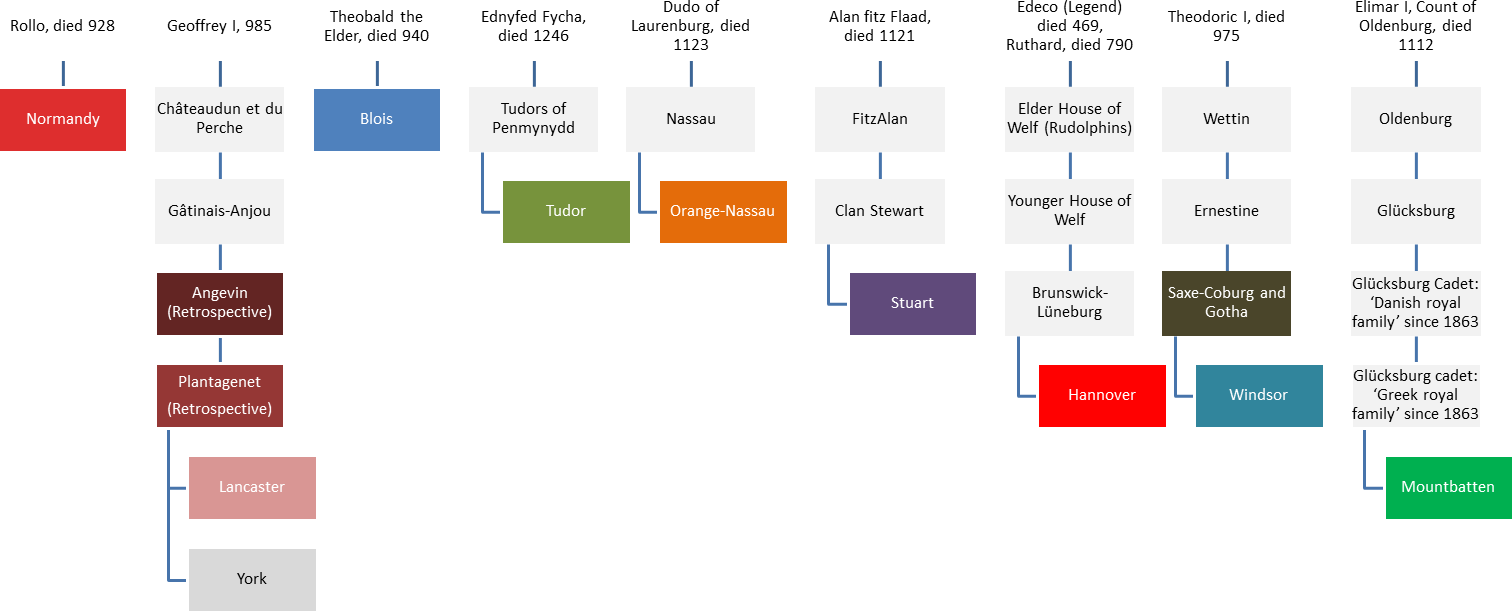 Rollo, died 928
Normandy
Geoffrey I, 985
Châteaudun et du
Perche
Gâtinais-Anjou
Angevin
(Retrospective)
Plantagenet
(Retrospective)
Lancaster
York
Theobald the
Elder, died 940
Blois
Ednyfed Fycha,
died 1246
Tudors of
Penmynydd
Tudor
Dudo of
Laurenburg, died
1123
Nassau
Orange-Nassau
Alan fitz Flaad,
died 1121
FitzAlan
Clan Stewart
Stuart
Edeco (Legend)
died 469,
Ruthard, died 790
Elder House of
Welf (Rudolphins)
Younger House of
Welf
Brunswick-
Lüneburg
Hannover
Theodoric I, died
975
Wettin
Ernestine
Saxe-Coburg and
Gotha
Windsor
Elimar I, Count of
Oldenburg, died
1112
Oldenburg
Glücksburg
Glücksburg Cadet:
‘Danish royal
family’ since 1863
Glücksburg cadet:
‘Greek royal
family’ since 1863
Mountbatten